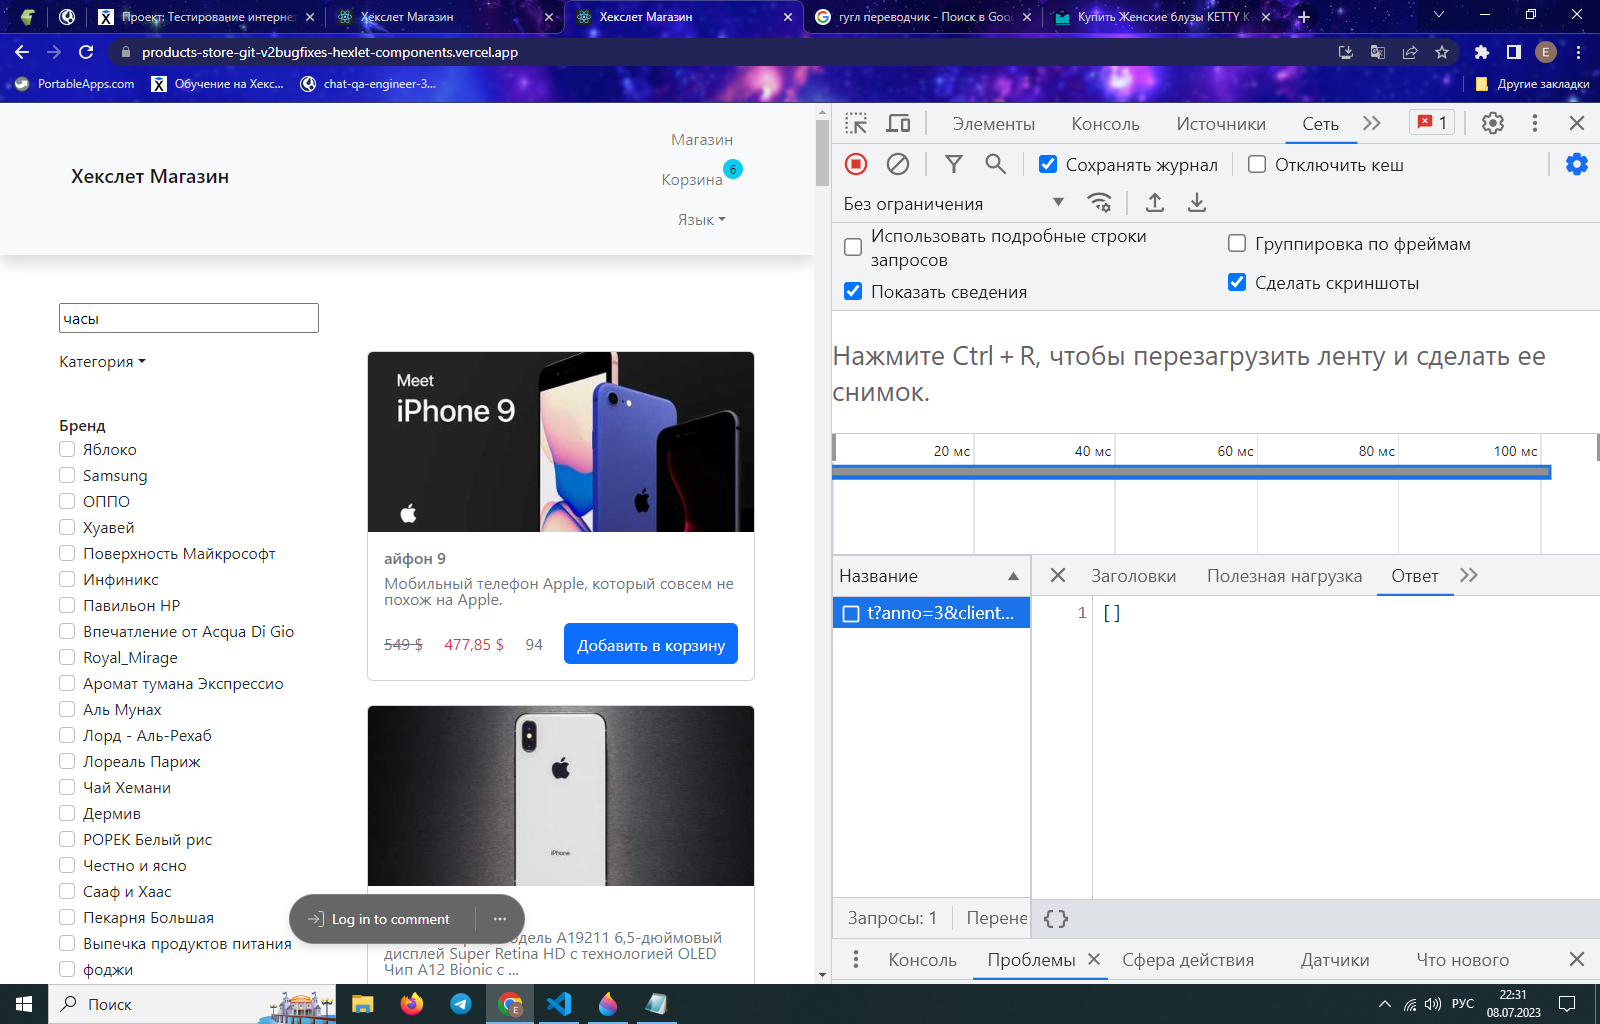 Проект: Тестирование интернет
Хекслет Магазин
Хекслет Магазин
гугл переводчик - Поиск в Goo
Купить Женские блузы KETTY K
products-store-git-v2bugfixes-hexlet-components.vercel.app
E
PortableApps.com
Обучение на Хекс...
chat-qa-engineer-3...
Другие закладки
Хекслет Магазин
Магазин
Корзина
6
Язык
часы
Категория
Бренд
Яблоко
Samsung
ОППО
Хуавей
Поверхность Майкрософт
Инфиникс
Павильон HP
Впечатление от Acqua Di Gio
Royal_Mirage
Аромат тумана Экспрессио
Аль Мунах
Лорд - Аль-Рехаб
Лореаль Париж
Чай Хемани
Дермив
РОРЕК Белый рис
Честно и ясно
Сааф и Хаас
Пекарня Большая
Выпечка продуктов питания
фоджи
Meet
iPhone 9
айфон 9
Мобильный телефон Apple, который совсем не
похож на Apple.
549 $
477,85 $
94
Добавить в корзину
iPhone
дель A19211 6,5-дюймовый
дисплей Super Retina HD с технологией OLED
Чип A12 Bionic с ...
Log in to comment
Элементы
Консоль
Источники
Сеть
1
Сохранять журнал
Отключить кеш
Без ограничения
Использовать подробные строки
запросов
Группировка по фреймам
Показать сведения
Сделать скриншоты
Нажмите Ctrl + R, чтобы перезагрузить ленту и сделать ее
снимок.
20 мс
40 мс
60 мс
80 мс
100 мс
Название
Заголовки
Полезная нагрузка
Ответ
t?anno=3&client...
1
[]
Запросы: 1
Перене
{ }
Консоль
Проблемы
Сфера действия
Датчики
Что нового
Поиск
E
РУС
22:31
08.07.2023